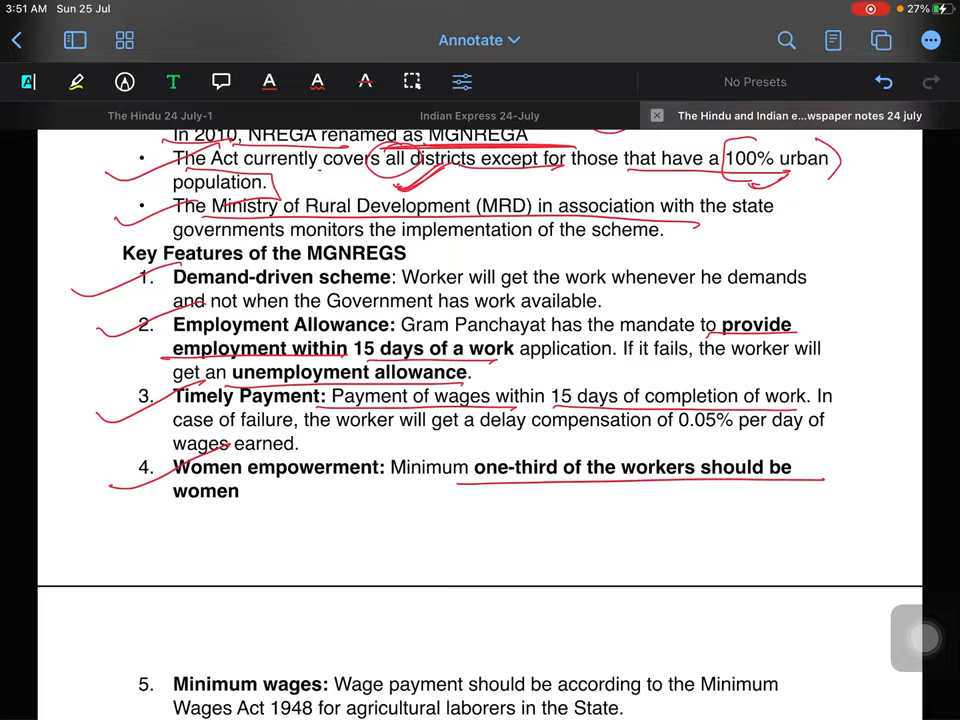 3:51 AM Sun 25 Jul
27%
Annotate
A
T
A
A
A
No Presets
The Hindu 24 July-1
Indian Express 24-July
The Hindu and Indian e...wspaper notes 24 july
In 2010, NREGA renamed as MGNREGA
• The Act currently covers all districts except for those that have a 100% urban
population.
• The Ministry of Rural Development (MRD) in association with the state
governments monitors the implementation of the scheme.
Key Features of the MGNREGS
1. Demand-driven scheme: Worker will get the work whenever he demands
and not when the Government has work available.
2. Employment Allowance: Gram Panchayat has the mandate to provide
employment within 15 days of a work application. If it fails, the worker will
get an unemployment allowance.
3. Timely Payment: Payment of wages within 15 days of completion of work. In
case of failure, the worker will get a delay compensation of 0.05% per day of
wages earned.
4. Women empowerment: Minimum one-third of the workers should be
women
5. Minimum wages: Wage payment should be according to the Minimum
Wages Act 1948 for agricultural laborers in the State.